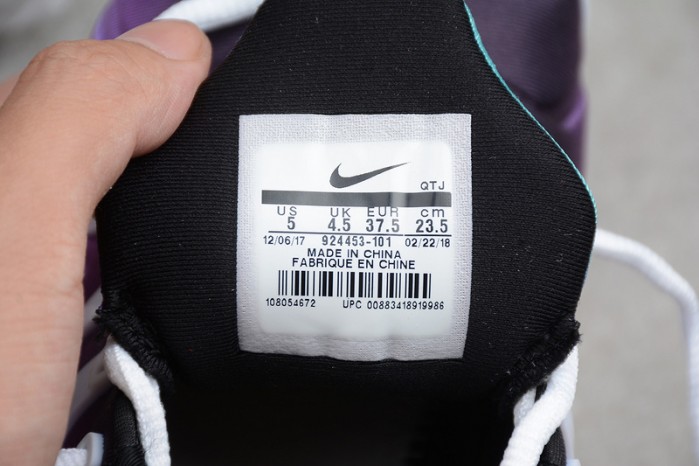 QTJ
US UK EUR cm
5 4.5 37.5 23.5
12/06/17 924453-101 02/22/18
MADE IN CHINA
FABRIQUE EN CHINE
108054672 UPC 00883418919986